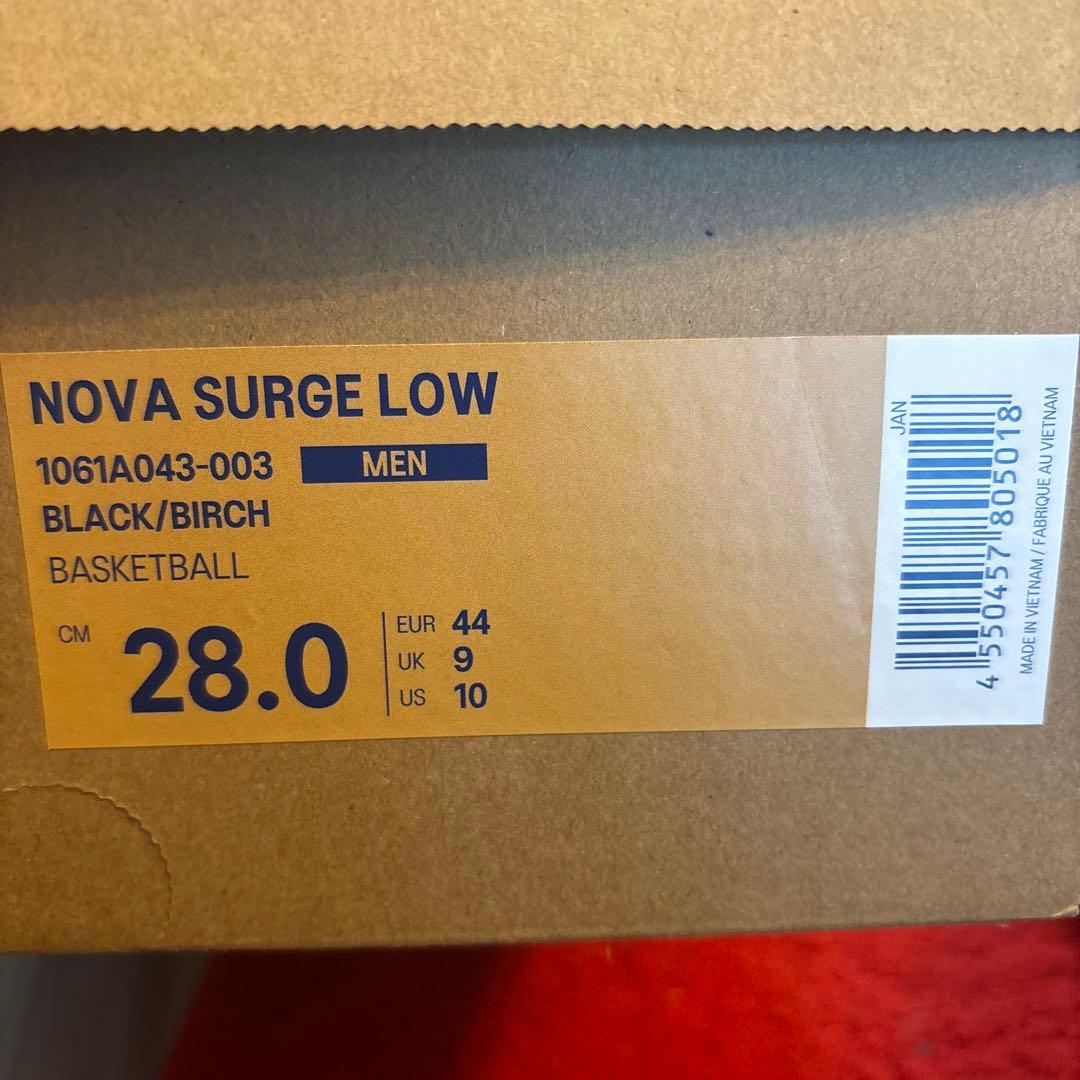 NOVA SURGE LOW
1061A043-003 MEN
BLACK/BIRCH
BASKETBALL
CM 28.0
EUR 44
UK 9
US 10
JAN
4 550457 805018
MADE IN VIETNAM / FABRIQUE AU VIETNAM